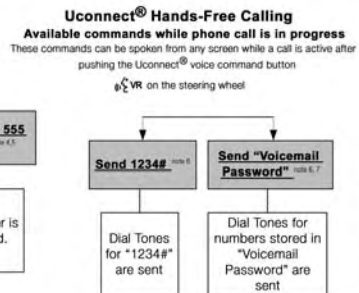 Uconnect® Hands-Free Calling
Available commands while phone call is in progress
These commands can be spoken from any screen while a call is active after
pushing the Uconnect® voice command button
VR on the steering wheel
555
Send 1234# note 6
Send "Voicemail
Password" note 6, 7
Dial Tones
for "1234#"
are sent
Dial Tones for
numbers stored in
"Voicemail
Password" are
sent
r is
d.